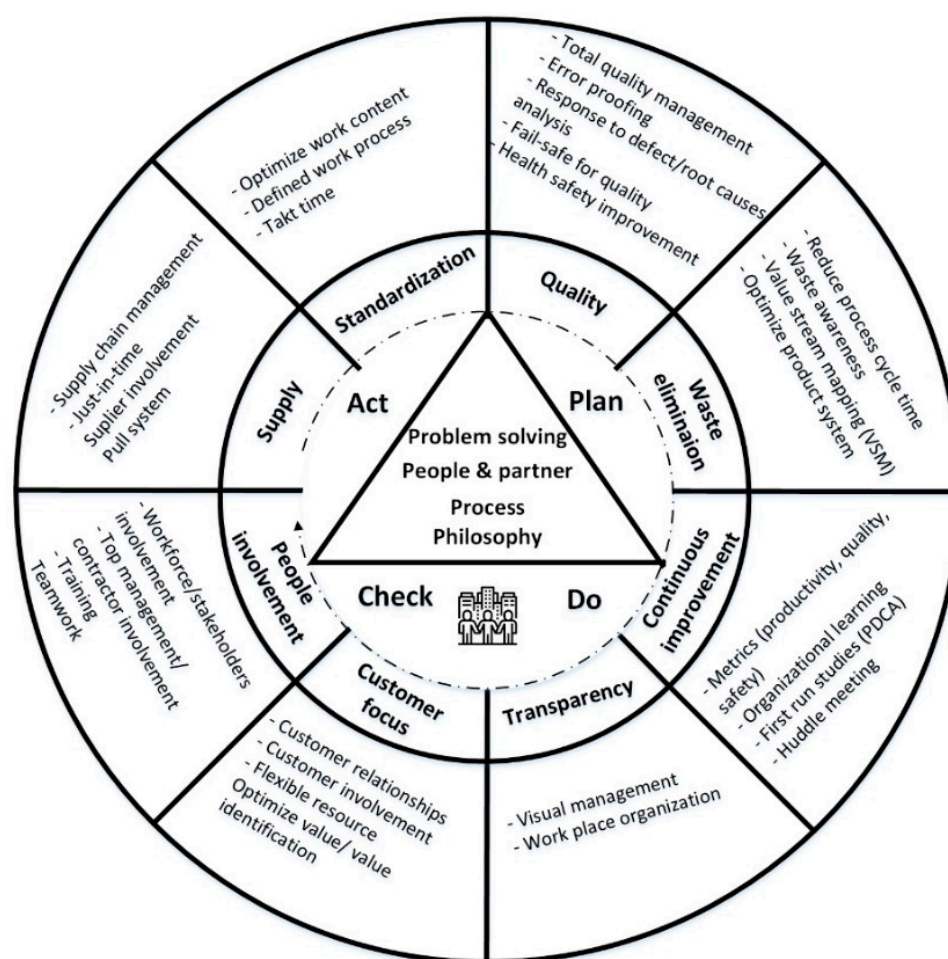 - Total quality management
- Error proofing
- Response to defect/root causes
analysis
- Fail-safe for quality
- Health safety improvement
- Reduce process cycle time
- Waste awareness
- Value stream mapping (VSM)
- Optimize product system
- Metrics (productivity, quality,
safety)
- Organizational learning
- First run studies (PDCA)
- Huddle meeting
- Visual management
- Work place organization
- Customer relationships
- Customer involvement
- Flexible resource
Optimize value/ value
identification
- Workforce/stakeholders
involvement
- Top management/
contractor involvement
- Training
Teamwork
- Supply chain management
- Just-in-time
Suplier involvement
Pull system
- Optimize work content
- Defined work process
- Takt time
Quality
Waste
eliminaion
Continuous
improvement
Transparency
Customer
focus
People
involvement
Supply
Standardization
Plan
Do
Check
Act
Problem solving
People & partner
Process
Philosophy